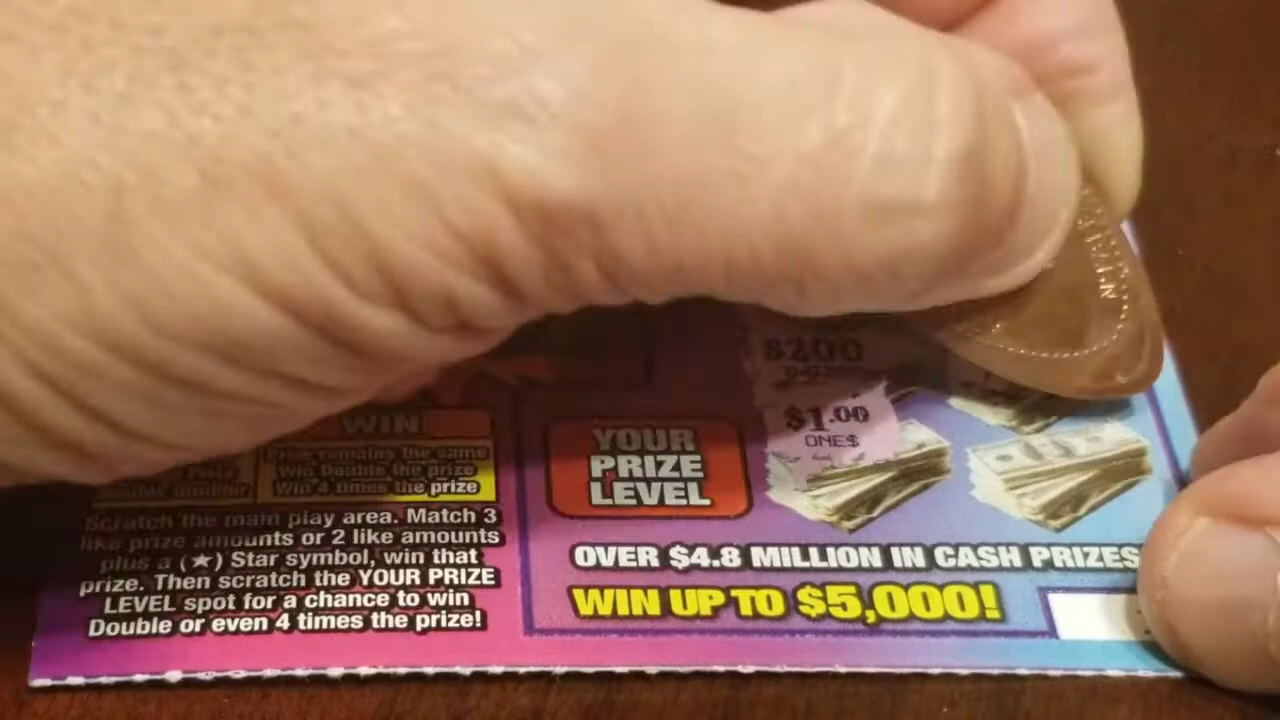 $200
$1.00
ONE$
YOUR
PRIZE
LEVEL
WIN
Prize remains the same
Win Double the prize
Win 4 times the prize
Scratch the main play area. Match 3
like prize amounts or 2 like amounts
plus a (★) Star symbol, win that
prize. Then scratch the YOUR PRIZE
LEVEL spot for a chance to win
Double or even 4 times the prize!
OVER $4.8 MILLION IN CASH PRIZES
WIN UP TO $5,000!